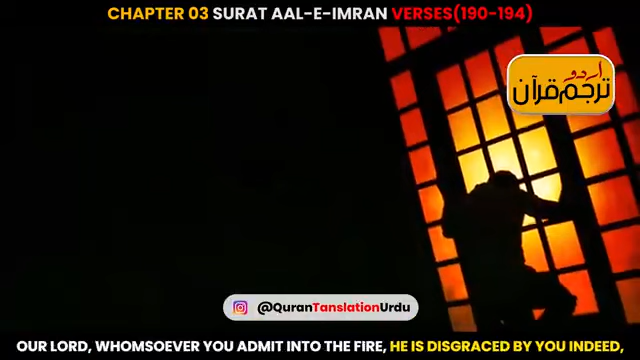 CHAPTER 03 SURAT AAL-E-IMRAN VERSES(190-194)
اردو
ترجم قرآن
@QuranTanslationUrdu
OUR LORD, WHOMSOEVER YOU ADMIT INTO THE FIRE, HE IS DISGRACED BY YOU INDEED,